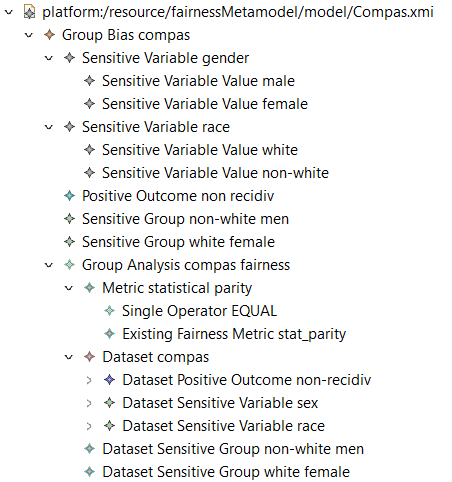 platform:/resource/fairnessMetamodel/model/Compas.xmi
Group Bias compas
Sensitive Variable gender
Sensitive Variable Value male
Sensitive Variable Value female
Sensitive Variable race
Sensitive Variable Value white
Sensitive Variable Value non-white
Positive Outcome non recidiv
Sensitive Group non-white men
Sensitive Group white female
Group Analysis compas fairness
Metric statistical parity
Single Operator EQUAL
Existing Fairness Metric stat_parity
Dataset compas
Dataset Positive Outcome non-recidiv
Dataset Sensitive Variable sex
Dataset Sensitive Variable race
Dataset Sensitive Group non-white men
Dataset Sensitive Group white female